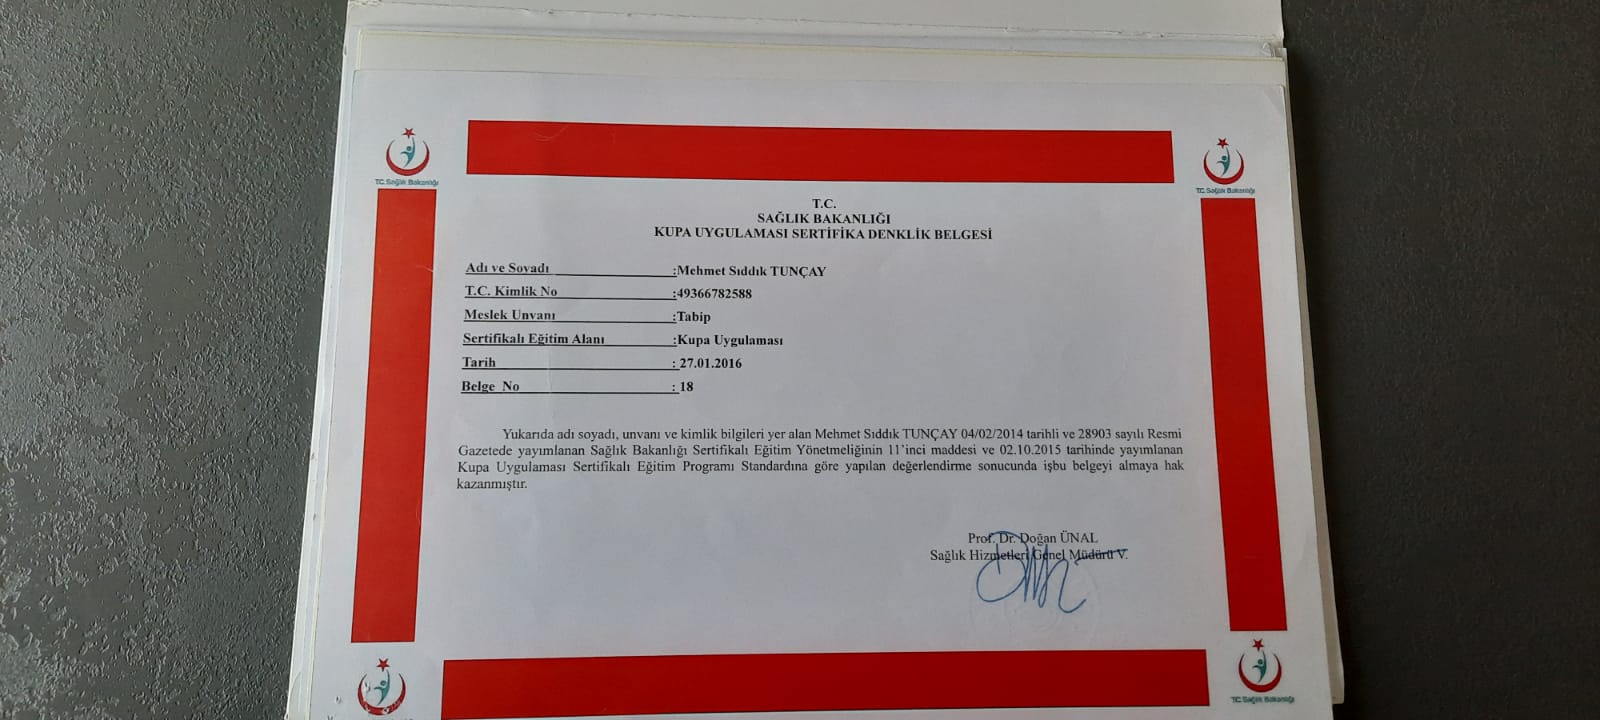 T.C. Sağlık Bakanlığı
T.C. Sağlık Bakanlığı
T.C.
SAĞLIK BAKANLIĞI
KUPA UYGULAMASI SERTİFİKA DENKLİK BELGESİ
Adı ve Soyadı :Mehmet Sıddık TUNÇAY
T.C. Kimlik No :49366782588
Meslek Unvanı :Tabip
Sertifikalı Eğitim Alanı :Kupa Uygulaması
Tarih : 27.01.2016
Belge No : 18
Yukarıda adı soyadı, unvanı ve kimlik bilgileri yer alan Mehmet Sıddık TUNÇAY 04/02/2014 tarihli ve 28903 sayılı Resmi
Gazetede yayımlanan Sağlık Bakanlığı Sertifikalı Eğitim Yönetmeliğinin 11’inci maddesi ve 02.10.2015 tarihinde yayımlanan
Kupa Uygulaması Sertifikalı Eğitim Programı Standardına göre yapılan değerlendirme sonucunda işbu belgeyi almaya hak
kazanmıştır.
Prof. Dr. Doğan ÜNAL
Sağlık Hizmetleri Genel Müdürü V.
T.C. Sağlık Bakanlığı